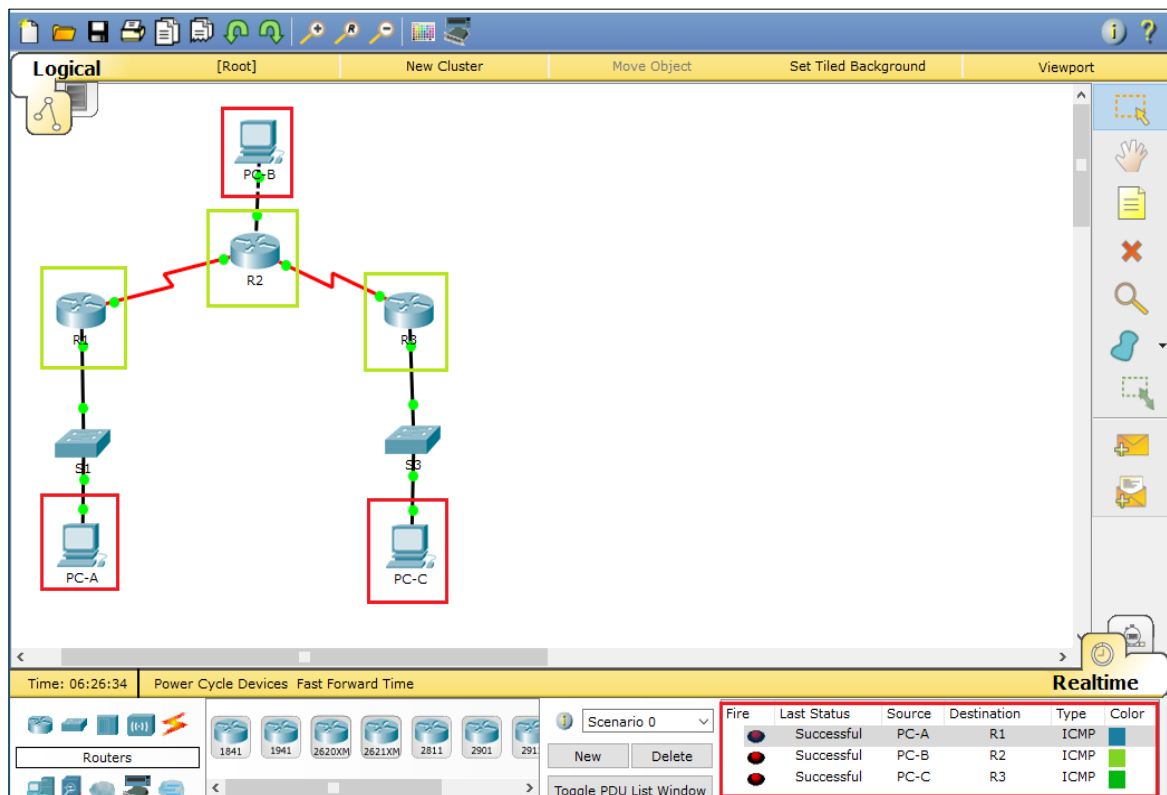 Logical
[Root]
New Cluster
Move Object
Set Tiled Background
Viewport
PC-B
R2
R1
R3
S1
S3
PC-A
PC-C
Time: 06:26:34
Power Cycle Devices Fast Forward Time
Realtime
Routers
1841
1941
2620XM
2621XM
2811
2901
291
Scenario 0
New
Delete
Toggle PDU List Window
Fire Last Status Source Destination Type Color
Successful PC-A R1 ICMP
Successful PC-B R2 ICMP
Successful PC-C R3 ICMP